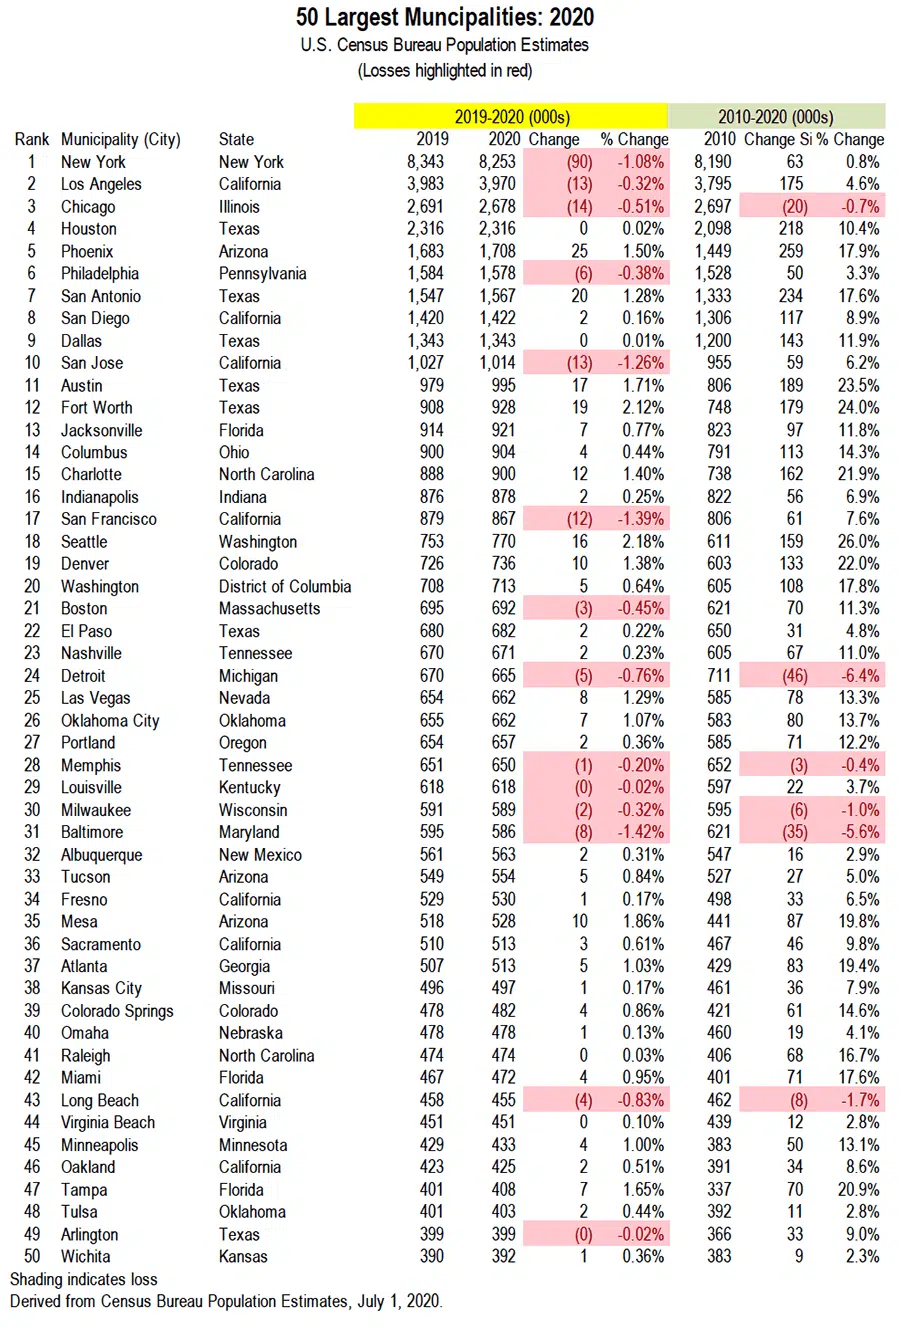 50 Largest Muncipalities: 2020
U.S. Census Bureau Population Estimates
(Losses highlighted in red)
2019-2020 (000s) 2010-2020 (000s)
Rank Municipality (City) State 2019 2020 Change % Change 2010 Change Si % Change
1 New York New York 8,343 8,253 (90) -1.08% 8,190 63 0.8%
2 Los Angeles California 3,983 3,970 (13) -0.32% 3,795 175 4.6%
3 Chicago Illinois 2,691 2,678 (14) -0.51% 2,697 (20) -0.7%
4 Houston Texas 2,316 2,316 0 0.02% 2,098 218 10.4%
5 Phoenix Arizona 1,683 1,708 25 1.50% 1,449 259 17.9%
6 Philadelphia Pennsylvania 1,584 1,578 (6) -0.38% 1,528 50 3.3%
7 San Antonio Texas 1,547 1,567 20 1.28% 1,333 234 17.6%
8 San Diego California 1,420 1,422 2 0.16% 1,306 117 8.9%
9 Dallas Texas 1,343 1,343 0 0.01% 1,200 143 11.9%
10 San Jose California 1,027 1,014 (13) -1.26% 955 59 6.2%
11 Austin Texas 979 995 17 1.71% 806 189 23.5%
12 Fort Worth Texas 908 928 19 2.12% 748 179 24.0%
13 Jacksonville Florida 914 921 7 0.77% 823 97 11.8%
14 Columbus Ohio 900 904 4 0.44% 791 113 14.3%
15 Charlotte North Carolina 888 900 12 1.40% 738 162 21.9%
16 Indianapolis Indiana 876 878 2 0.25% 822 56 6.9%
17 San Francisco California 879 867 (12) -1.39% 806 61 7.6%
18 Seattle Washington 753 770 16 2.18% 611 159 26.0%
19 Denver Colorado 726 736 10 1.38% 603 133 22.0%
20 Washington District of Columbia 708 713 5 0.64% 605 108 17.8%
21 Boston Massachusetts 695 692 (3) -0.45% 621 70 11.3%
22 El Paso Texas 680 682 2 0.22% 650 31 4.8%
23 Nashville Tennessee 670 671 2 0.23% 605 67 11.0%
24 Detroit Michigan 670 665 (5) -0.76% 711 (46) -6.4%
25 Las Vegas Nevada 654 662 8 1.29% 585 78 13.3%
26 Oklahoma City Oklahoma 655 662 7 1.07% 583 80 13.7%
27 Portland Oregon 654 657 2 0.36% 585 71 12.2%
28 Memphis Tennessee 651 650 (1) -0.20% 652 (3) -0.4%
29 Louisville Kentucky 618 618 (0) -0.02% 597 22 3.7%
30 Milwaukee Wisconsin 591 589 (2) -0.32% 595 (6) -1.0%
31 Baltimore Maryland 595 586 (8) -1.42% 621 (35) -5.6%
32 Albuquerque New Mexico 561 563 2 0.31% 547 16 2.9%
33 Tucson Arizona 549 554 5 0.84% 527 27 5.0%
34 Fresno California 529 530 1 0.17% 498 33 6.5%
35 Mesa Arizona 518 528 10 1.86% 441 87 19.8%
36 Sacramento California 510 513 3 0.61% 467 46 9.8%
37 Atlanta Georgia 507 513 5 1.03% 429 83 19.4%
38 Kansas City Missouri 496 497 1 0.17% 461 36 7.9%
39 Colorado Springs Colorado 478 482 4 0.86% 421 61 14.6%
40 Omaha Nebraska 478 478 1 0.13% 460 19 4.1%
41 Raleigh North Carolina 474 474 0 0.03% 406 68 16.7%
42 Miami Florida 467 472 4 0.95% 401 71 17.6%
43 Long Beach California 458 455 (4) -0.83% 462 (8) -1.7%
44 Virginia Beach Virginia 451 451 0 0.10% 439 12 2.8%
45 Minneapolis Minnesota 429 433 4 1.00% 383 50 13.1%
46 Oakland California 423 425 2 0.51% 391 34 8.6%
47 Tampa Florida 401 408 7 1.65% 337 70 20.9%
48 Tulsa Oklahoma 401 403 2 0.44% 392 11 2.8%
49 Arlington Texas 399 399 (0) -0.02% 366 33 9.0%
50 Wichita Kansas 390 392 1 0.36% 383 9 2.3%
Shading indicates loss
Derived from Census Bureau Population Estimates, July 1, 2020.